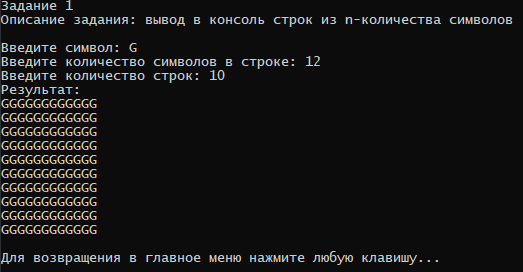 Задание 1
Описание задания: вывод в консоль строк из n-количества символов
Введите символ: G
Введите количество символов в строке: 12
Введите количество строк: 10
Результат:
GGGGGGGGGGGG
GGGGGGGGGGGG
GGGGGGGGGGGG
GGGGGGGGGGGG
GGGGGGGGGGGG
GGGGGGGGGGGG
GGGGGGGGGGGG
GGGGGGGGGGGG
GGGGGGGGGGGG
GGGGGGGGGGGG
Для возвращения в главное меню нажмите любую клавишу...